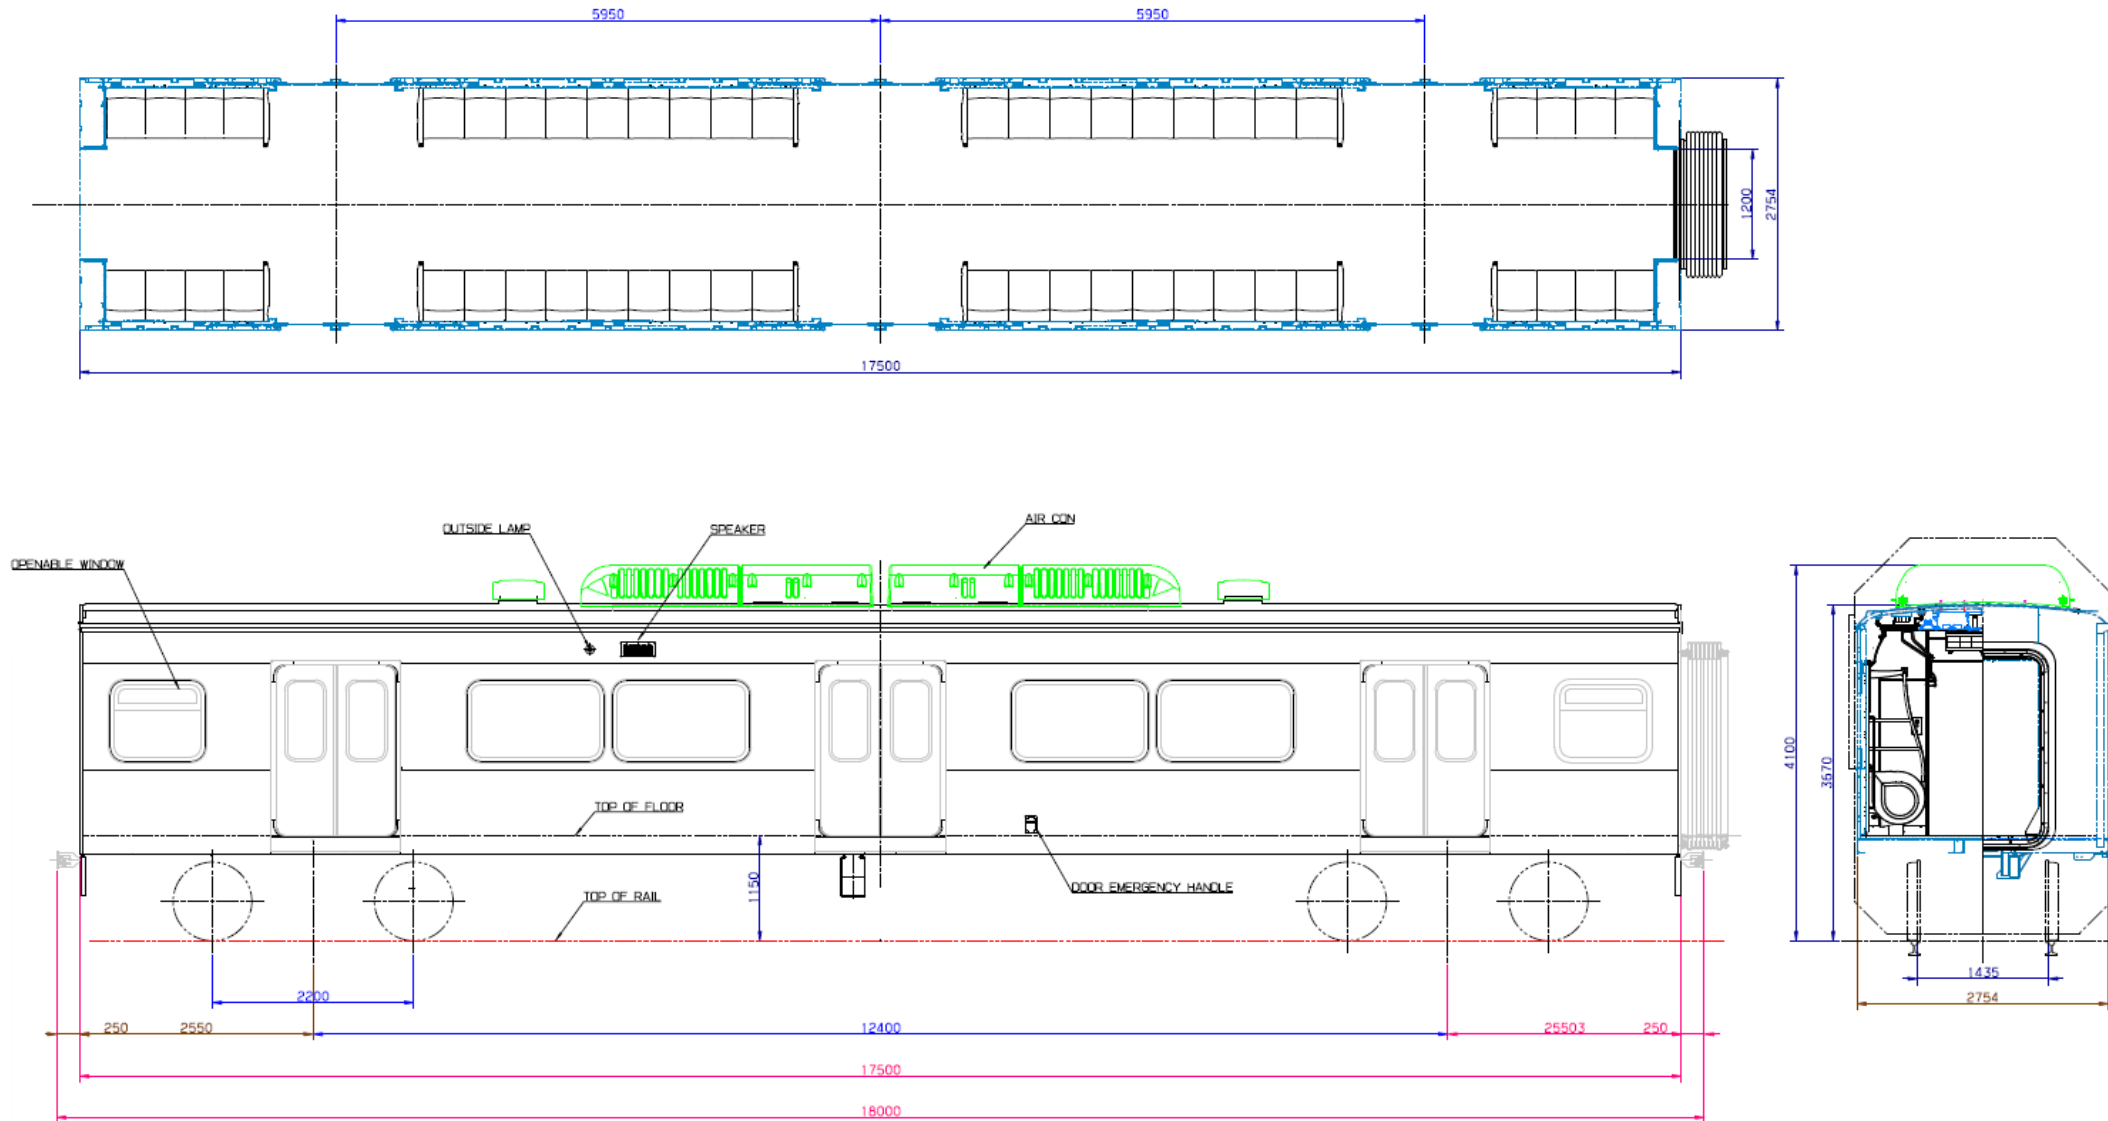 5950
5950
1200
2754
17500
OUTSIDE LAMP
SPEAKER
AIR CON
OPENABLE WINDOW
TOP OF FLOOR
DOOR EMERGENCY HANDLE
TOP OF RAIL
1150
4100
3670
1435
2754
2200
250
2550
12400
25503
250
17500
18000